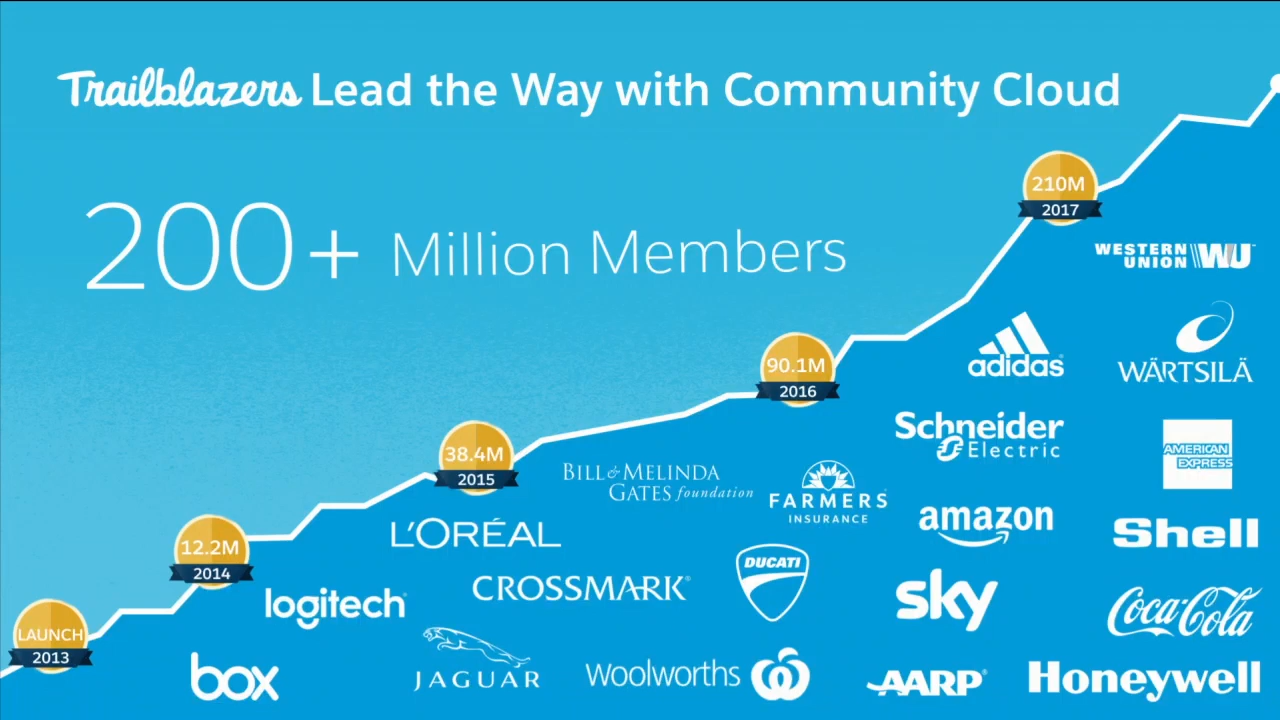 Trailblazers Lead the Way with Community Cloud
200+ Million Members
210M
2017
WESTERN
UNION WU
adidas
WÄRTSILÄ
90.1M
2016
Schneider
Electric
AMERICAN
EXPRESS
38.4M
2015
BILL & MELINDA
GATES foundation
FARMERS
INSURANCE
amazon
Shell
L'ORÉAL
12.2M
2014
DUCATI
CROSSMARK
sky
Coca-Cola
logitech
LAUNCH
2013
box
JAGUAR
Woolworths
AARP
Honeywell